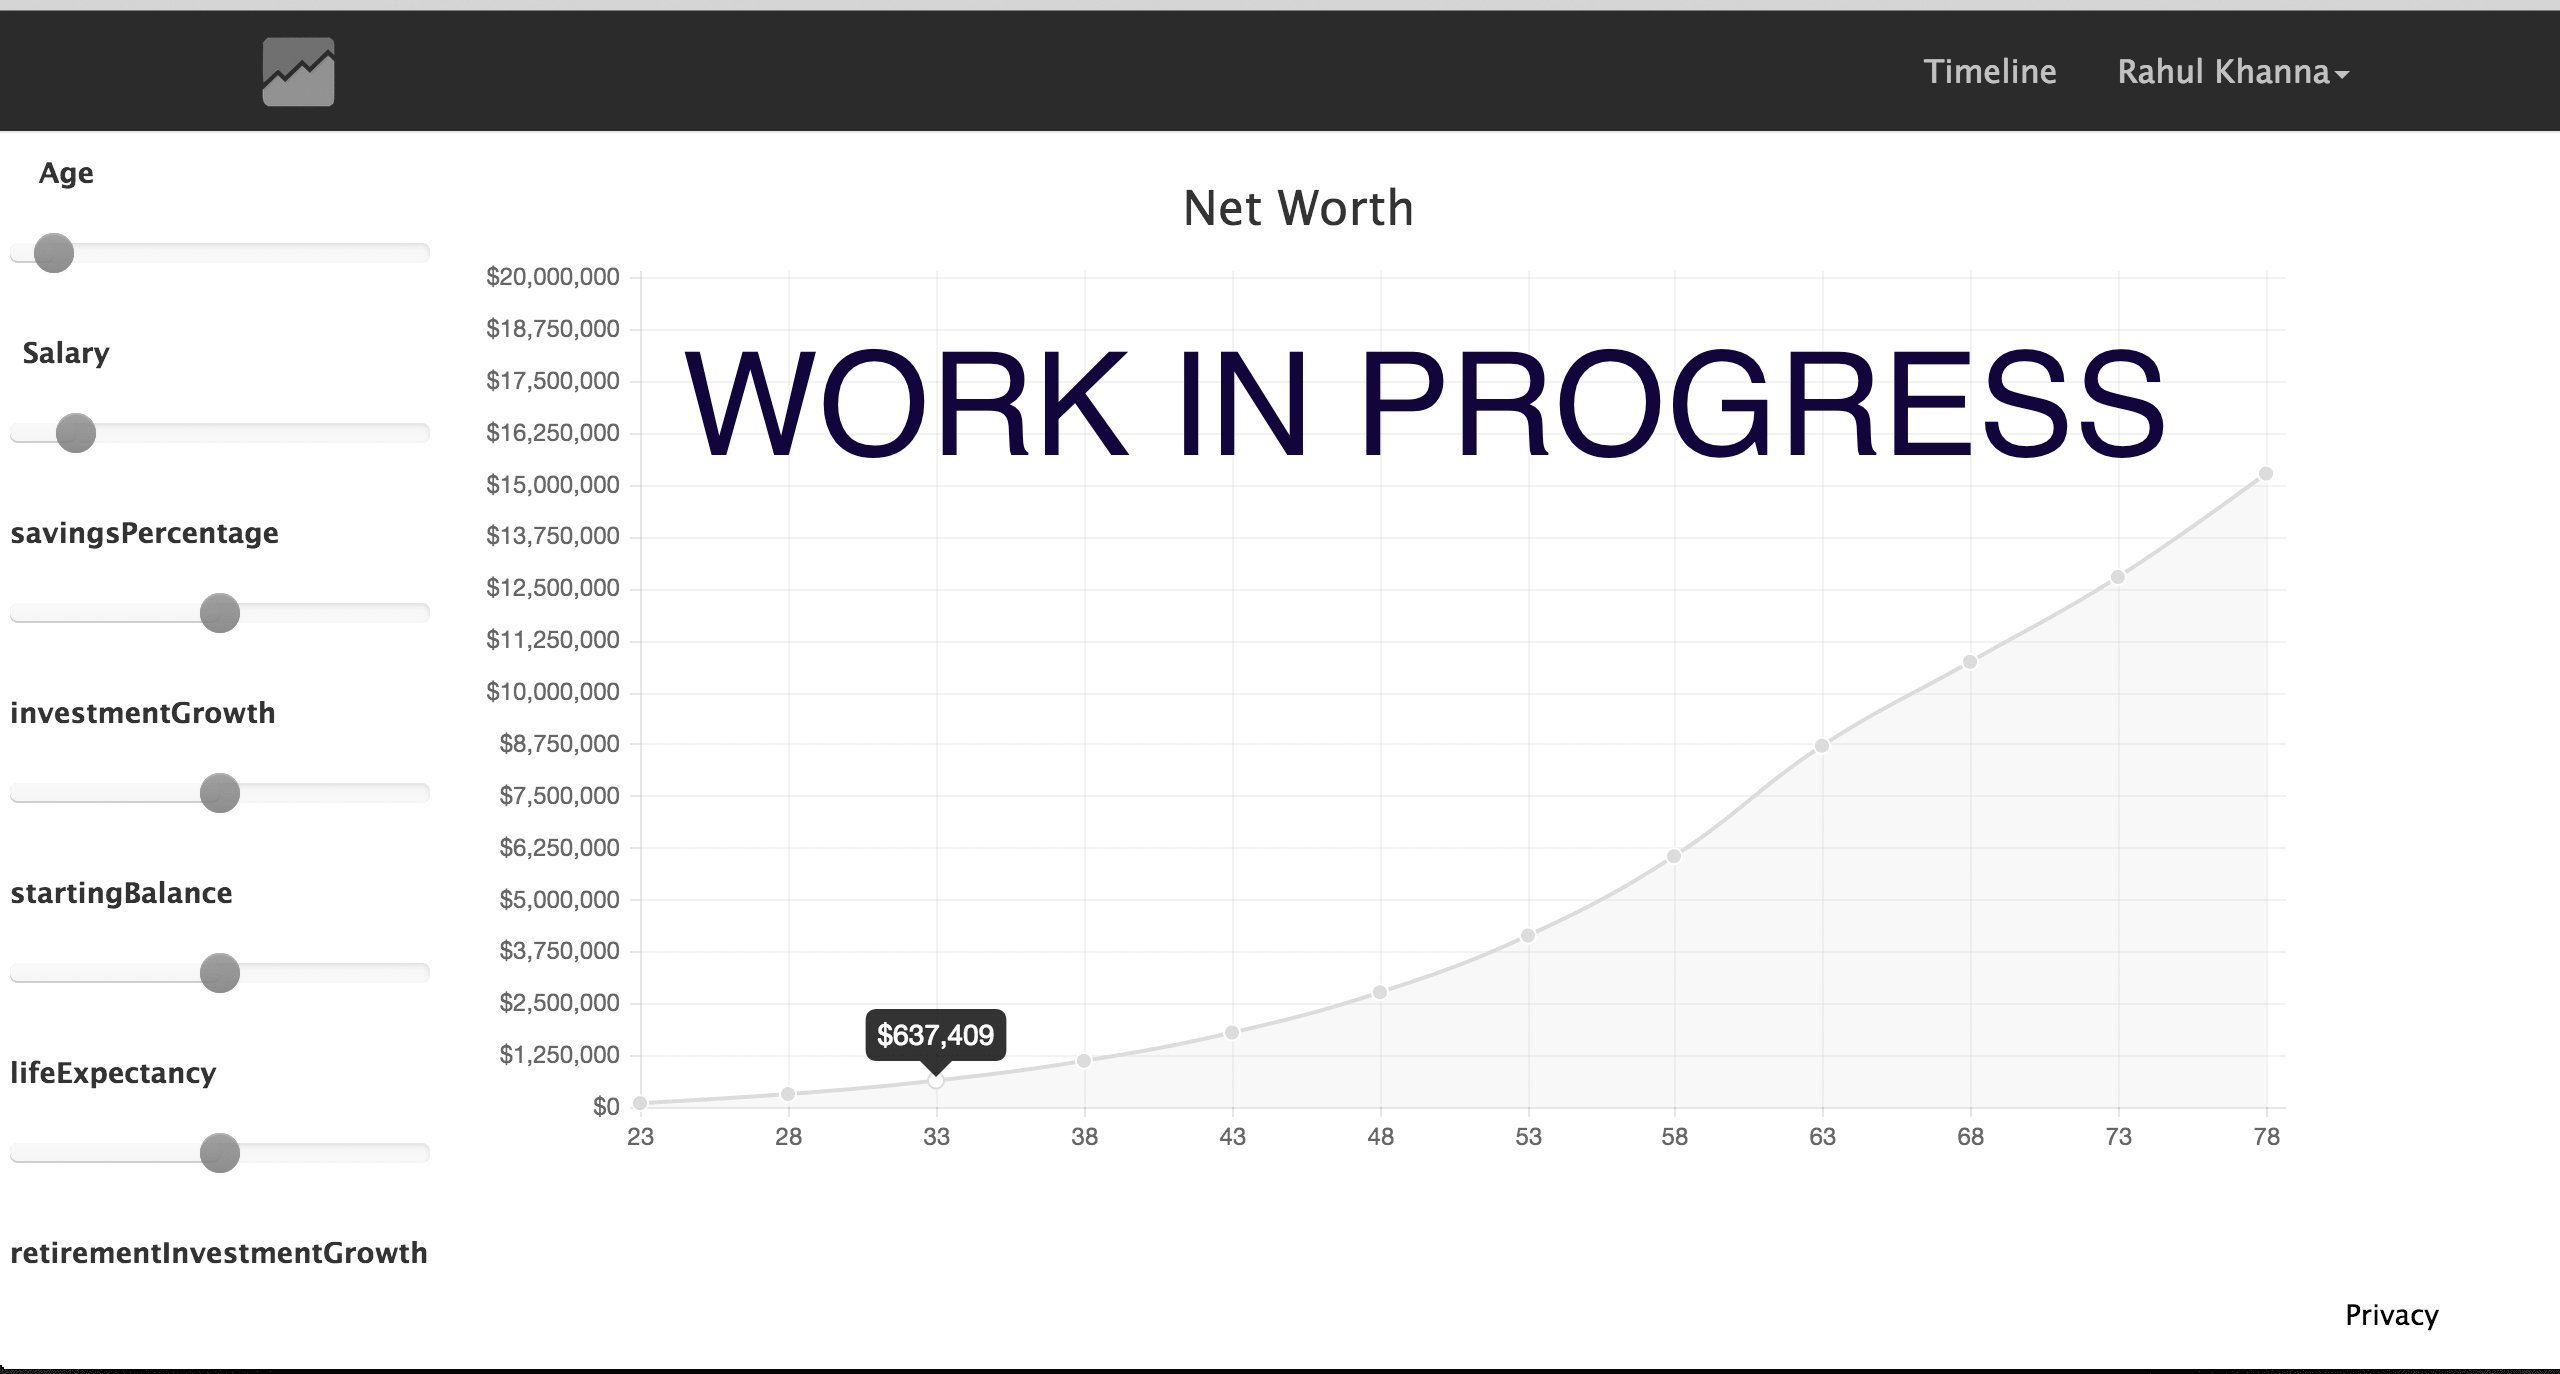 Timeline Rahul Khanna
Age
Salary
savingsPercentage
investmentGrowth
startingBalance
lifeExpectancy
retirementInvestmentGrowth
Net Worth
WORK IN PROGRESS
$20,000,000
$18,750,000
$17,500,000
$16,250,000
$15,000,000
$13,750,000
$12,500,000
$11,250,000
$10,000,000
$8,750,000
$7,500,000
$6,250,000
$5,000,000
$3,750,000
$2,500,000
$1,250,000
$0
$637,409
23 28 33 38 43 48 53 58 63 68 73 78
Privacy